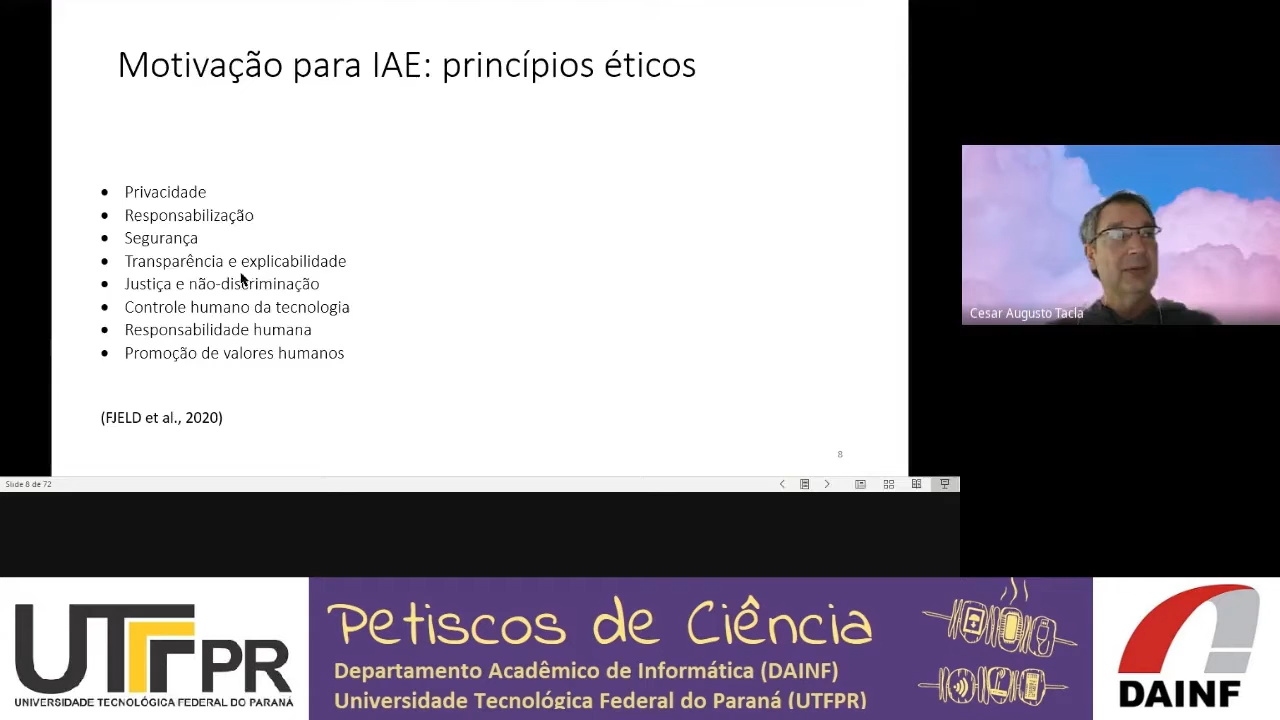 Motivação para IAE: princípios éticos
• Privacidade
• Responsabilização
• Segurança
• Transparência e explicabilidade
• Justiça e não-discriminação
• Controle humano da tecnologia
• Responsabilidade humana
• Promoção de valores humanos
(FJELD et al., 2020)
8
Slide 8 de 72
Cesar Augusto Tacla
UTFPR
UNIVERSIDADE TECNOLÓGICA FEDERAL DO PARANÁ
Petiscos de Ciência
Departamento Acadêmico de Informática (DAINF)
Universidade Tecnológica Federal do Paraná (UTFPR)
DAINF